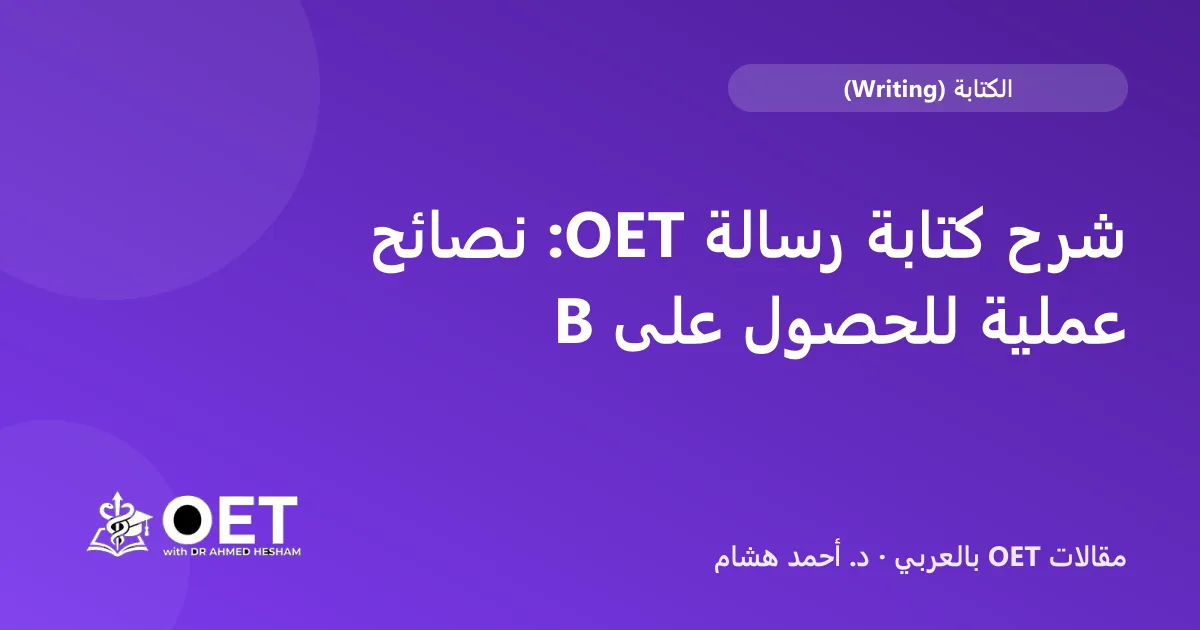 الكتابة (Writing)
شرح كتابة رسالة OET: نصائح
عملية للحصول على B
OET
with DR AHMED HESHAM
مقالات OET بالعربي · د. أحمد هشام